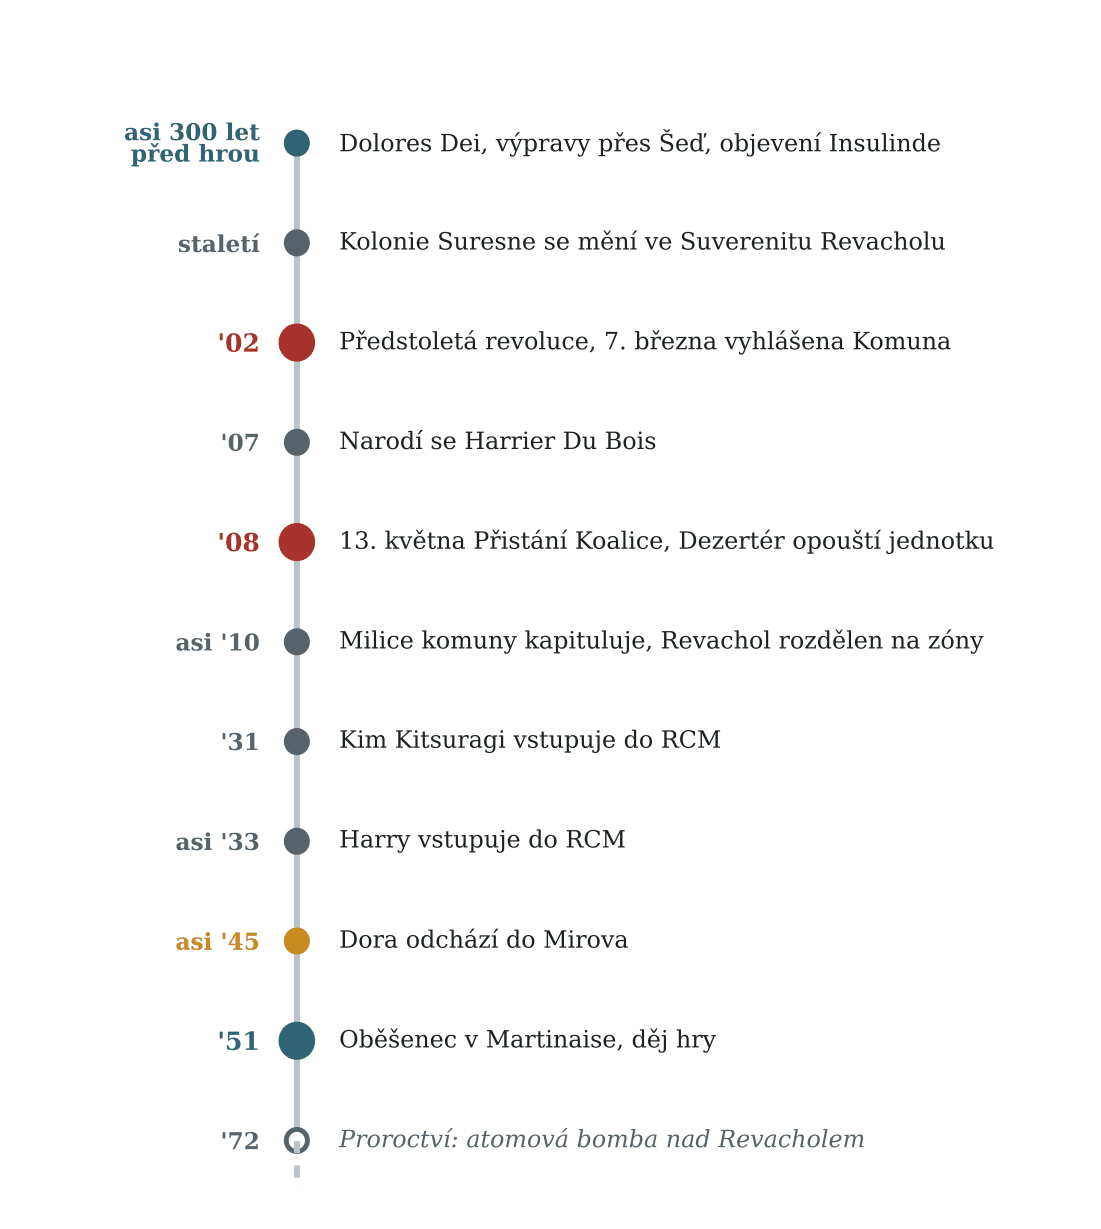 asi 300 let
před hrou
Dolores Dei, výpravy přes Šeď, objevení Insulinde
staletí
Kolonie Suresne se mění ve Suverenitu Revacholu
'02
Předstoletá revoluce, 7. března vyhlášena Komuna
'07
Narodí se Harrier Du Bois
'08
13. května Přistání Koalice, Dezertér opouští jednotku
asi '10
Milice komuny kapituluje, Revachol rozdělen na zóny
'31
Kim Kitsuragi vstupuje do RCM
asi '33
Harry vstupuje do RCM
asi '45
Dora odchází do Mirova
'51
Oběšenec v Martinaise, děj hry
'72
Proroctví: atomová bomba nad Revacholem